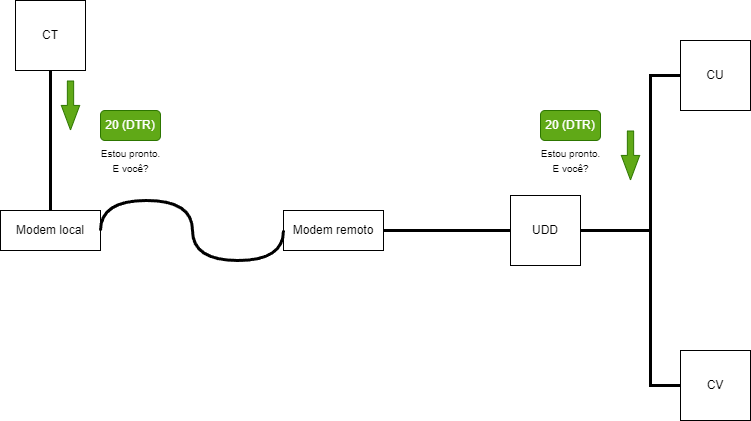 CT
CU
20 (DTR)
Estou pronto.
E você?
20 (DTR)
Estou pronto.
E você?
Modem local
Modem remoto
UDD
CV